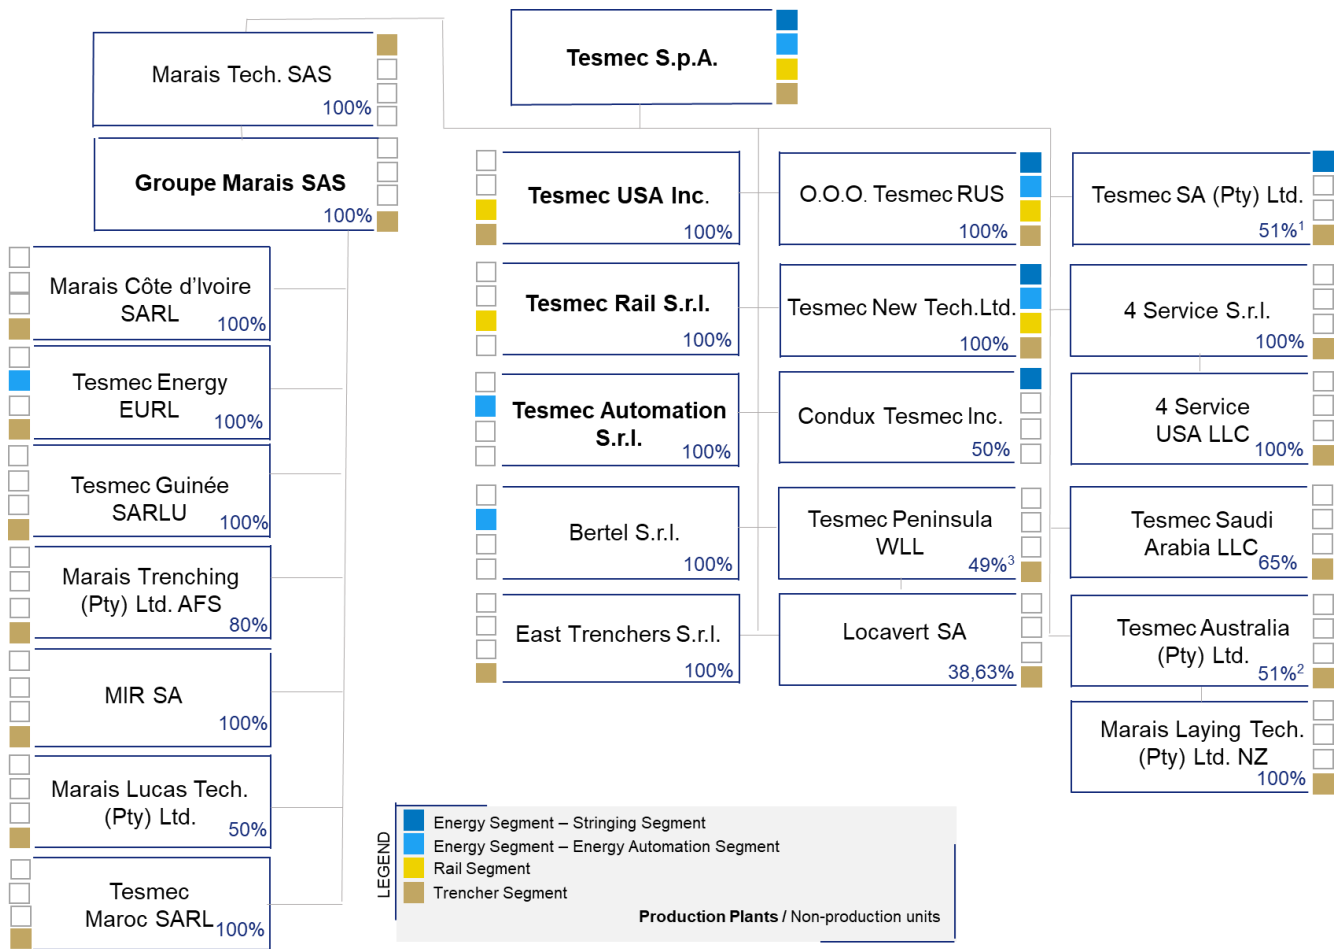 Tesmec S.p.A.
Marais Tech. SAS
100%
Groupe Marais SAS
100%
Marais Côte d'Ivoire
SARL
100%
Tesmec Energy
EURL
100%
Tesmec Guinée
SARLU
100%
Marais Trenching
(Pty) Ltd. AFS
80%
MIR SA
100%
Marais Lucas Tech.
(Pty) Ltd.
50%
Tesmec
Maroc SARL
100%
Tesmec USA Inc.
100%
Tesmec Rail S.r.l.
100%
Tesmec Automation
S.r.l.
100%
Bertel S.r.l.
100%
East Trenchers S.r.l.
100%
O.O.O. Tesmec RUS
100%
Tesmec New Tech.Ltd.
100%
Condux Tesmec Inc.
50%
Tesmec Peninsula
WLL
49%³
Locavert SA
38,63%
Tesmec SA (Pty) Ltd.
51%¹
4 Service S.r.l.
100%
4 Service
USA LLC
100%
Tesmec Saudi
Arabia LLC
65%
Tesmec Australia
(Pty) Ltd.
51%²
Marais Laying Tech.
(Pty) Ltd. NZ
100%
LEGEND
Energy Segment – Stringing Segment
Energy Segment – Energy Automation Segment
Rail Segment
Trencher Segment
Production Plants / Non-production units